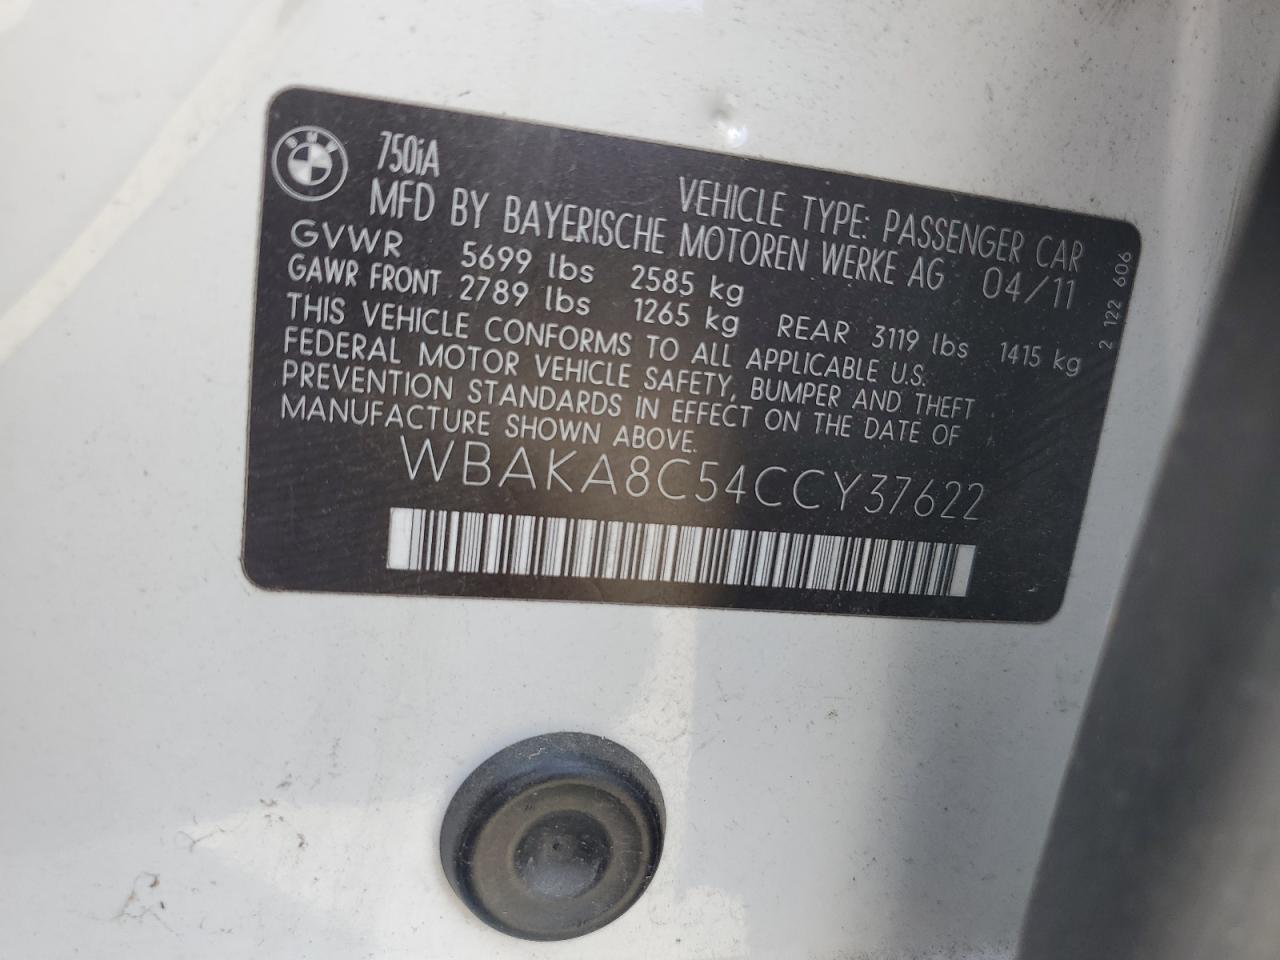 BMW
750iA
VEHICLE TYPE: PASSENGER CAR
MFD BY BAYERISCHE MOTOREN WERKE AG 04/11
GVWR 5699 lbs 2585 kg
GAWR FRONT 2789 lbs 1265 kg REAR 3119 lbs 1415 kg
THIS VEHICLE CONFORMS TO ALL APPLICABLE U.S.
FEDERAL MOTOR VEHICLE SAFETY, BUMPER AND THEFT
PREVENTION STANDARDS IN EFFECT ON THE DATE OF
MANUFACTURE SHOWN ABOVE.
WBAKA8C54CCY37622
2 122 606